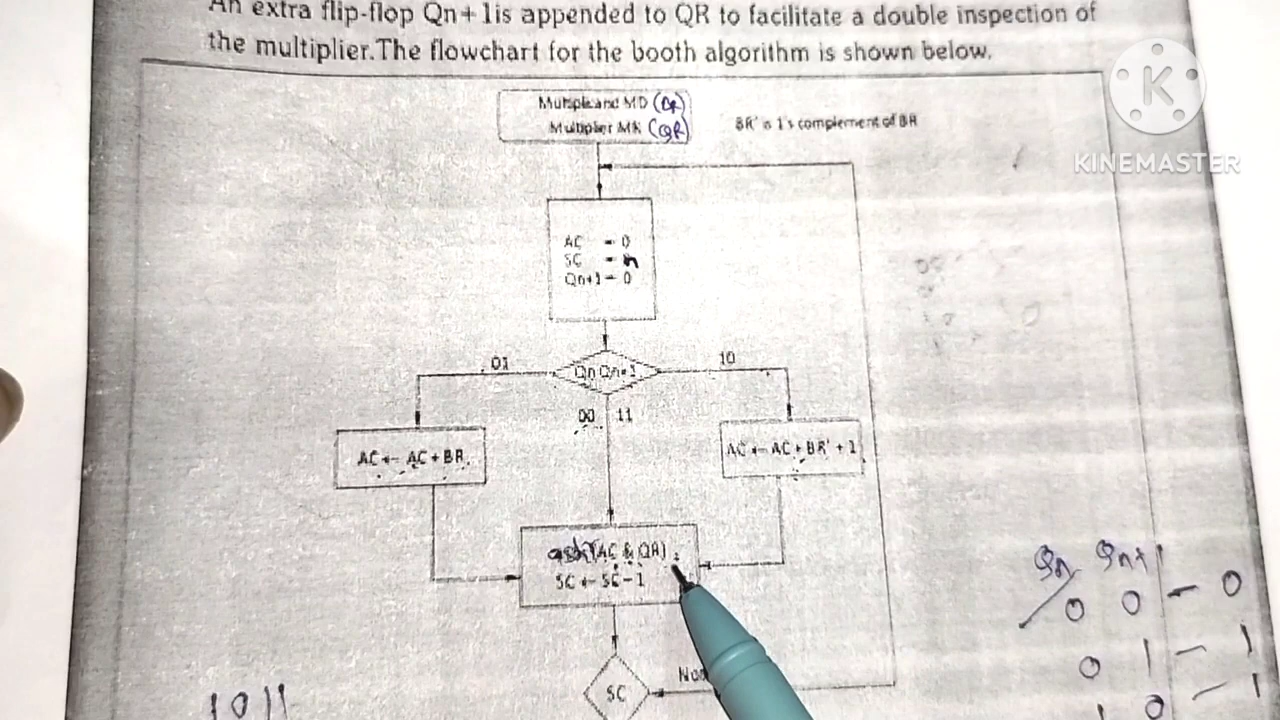 An extra flip-flop Qn+1is appended to QR to facilitate a double inspection of
the multiplier.The flowchart for the booth algorithm is shown below.
KINEMASTER
Multiplicand MD (BR)
Multiplier MR (QR)
BR' is 1's complement of BR
AC = 0
SC = n
Qn+1 = 0
01
Qn Qn+1
10
00 11
AC ← AC + BR
AC ← AC + BR' + 1
ashr(AC & QR)
SC ← SC - 1
SC
1011
Qn Qn+1
0 0 - 0
0 1 - 1
1 0 - 1